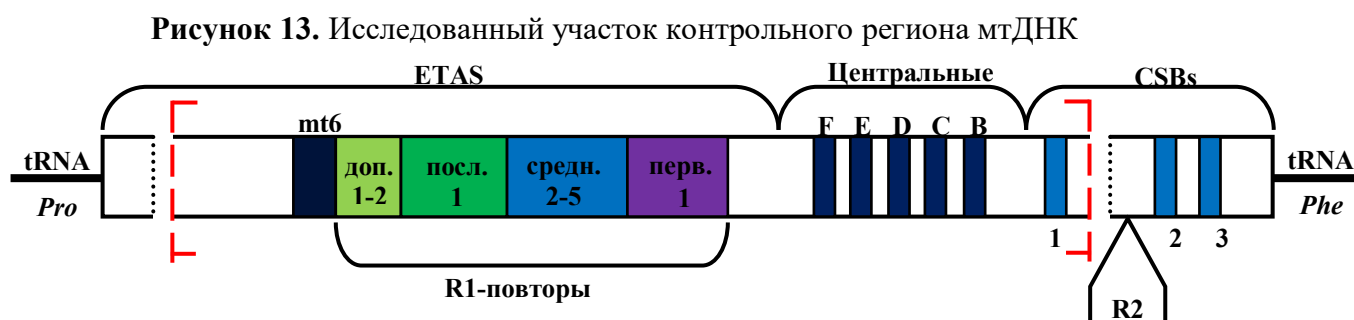 Рисунок 13. Исследованный участок контрольного региона мтДНК
ETAS Центральные CSBs
mt6 F E D C B
tRNA доп. посл. средн. перв. tRNA
1-2 1 2-5 1
Pro Phe
1 2 3
R1-повторы
R2